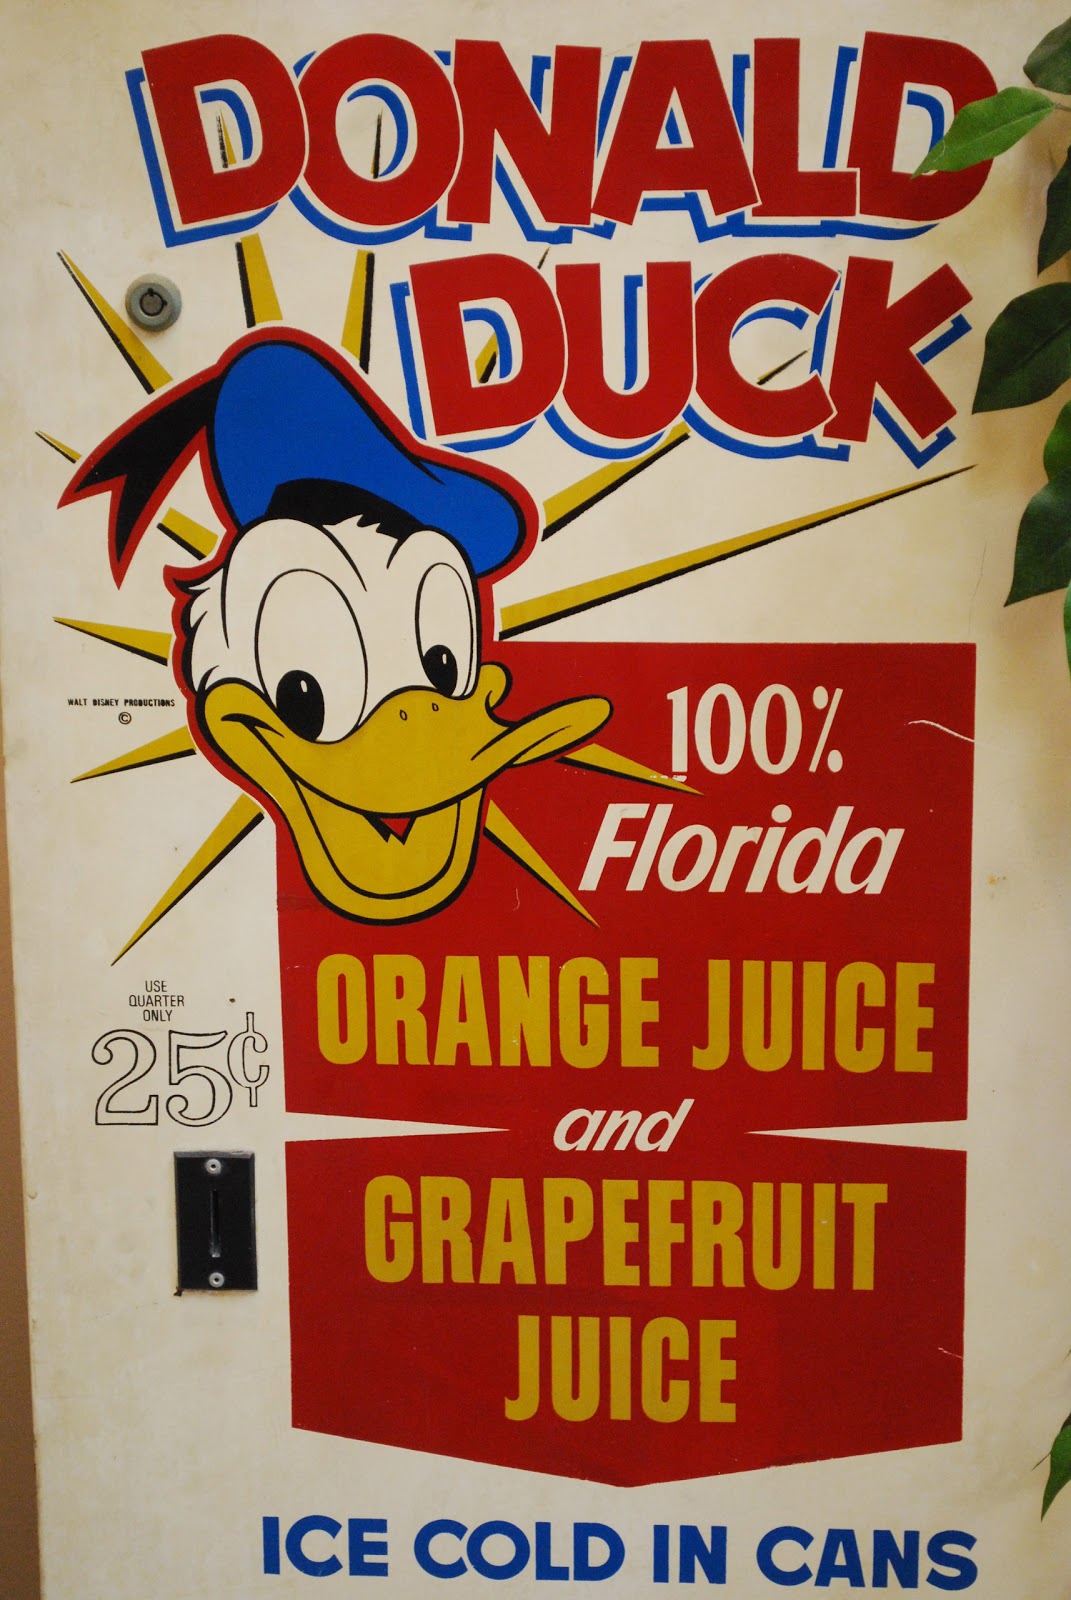 DONALD
DUCK
WALT DISNEY PRODUCTIONS
©
100%
Florida
ORANGE JUICE
USE
QUARTER
ONLY
25¢
and
GRAPEFRUIT
JUICE
ICE COLD IN CANS